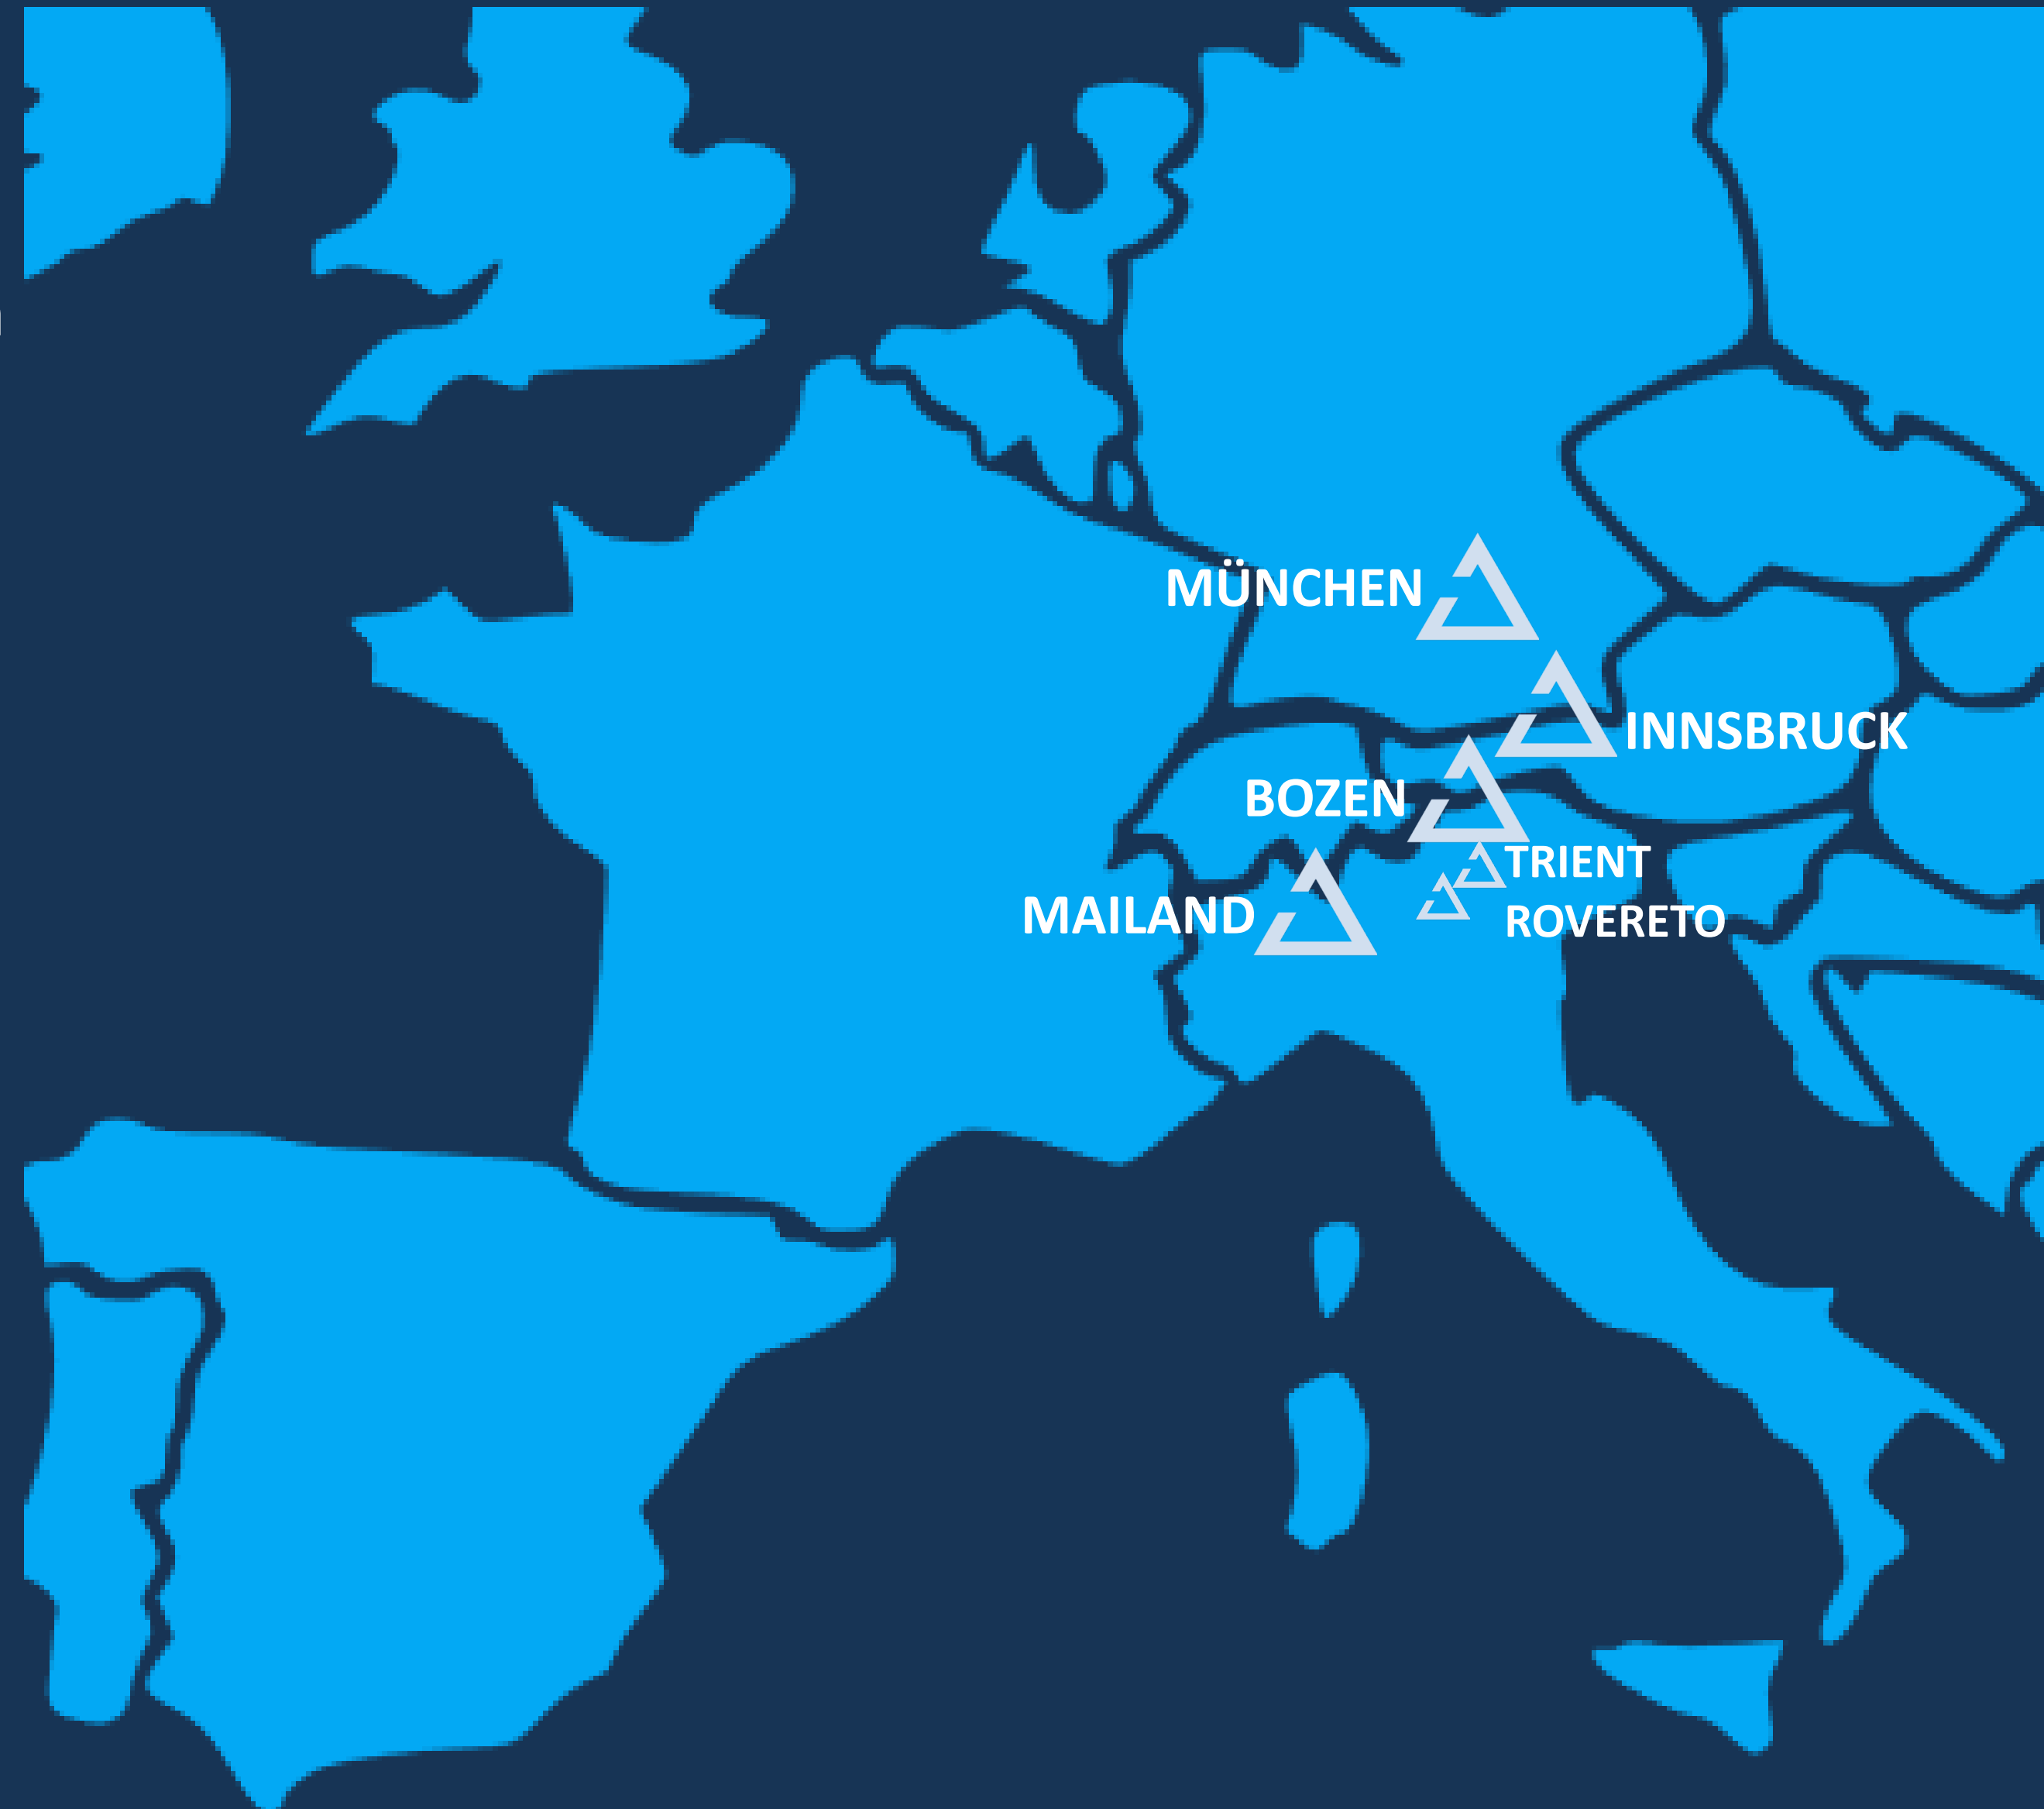 MÜNCHEN
INNSBRUCK
BOZEN
TRIENT
MAILAND
ROVERETO